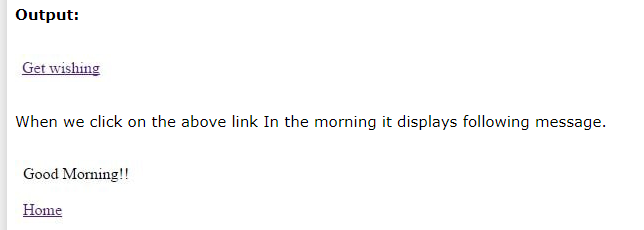 Output:
Get wishing
When we click on the above link In the morning it displays following message.
Good Morning!!
Home